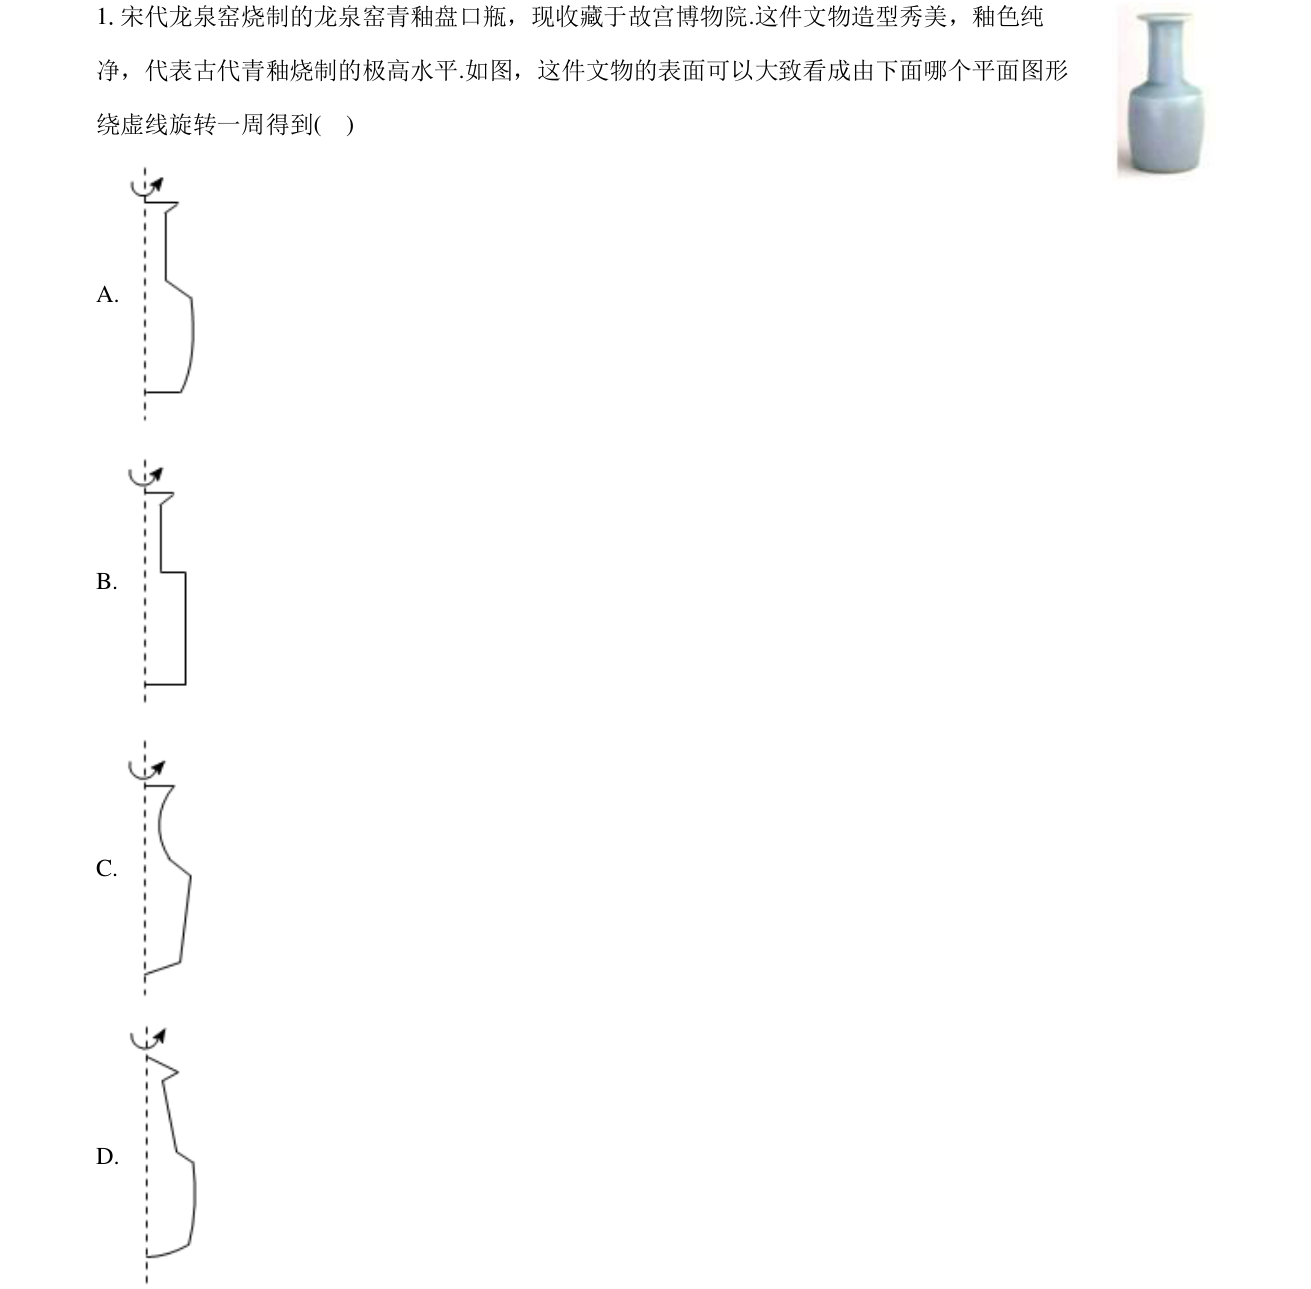 1. 宋代龙泉窑烧制的龙泉窑青釉盘口瓶，现收藏于故宫博物院.这件文物造型秀美，釉色纯
净，代表古代青釉烧制的极高水平.如图，这件文物的表面可以大致看成由下面哪个平面图形
绕虚线旋转一周得到(    )
A.
B.
C.
D.